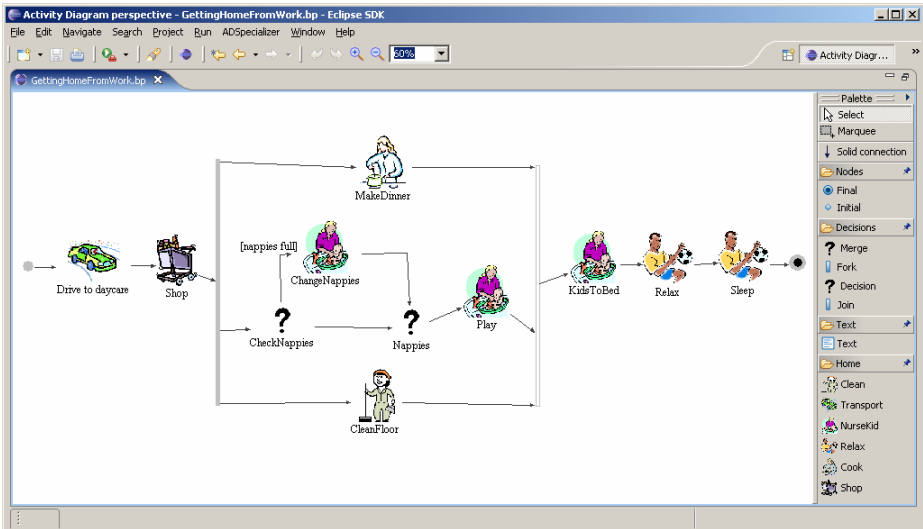 Activity Diagram perspective - GettingHomeFromWork.bp - Eclipse SDK
File Edit Navigate Search Project Run ADSpecializer Window Help
60%
Activity Diagr...
»
GettingHomeFromWork.bp
Palette
Select
Marquee
Solid connection
Nodes
Final
Initial
Decisions
Merge
Fork
Decision
Join
Text
Text
Home
Clean
Transport
NurseKid
Relax
Cook
Shop
MakeDinner
[nappies full]
ChangeNappies
Drive to daycare
Shop
KidsToBed
Relax
Sleep
Play
CheckNappies
Nappies
CleanFloor